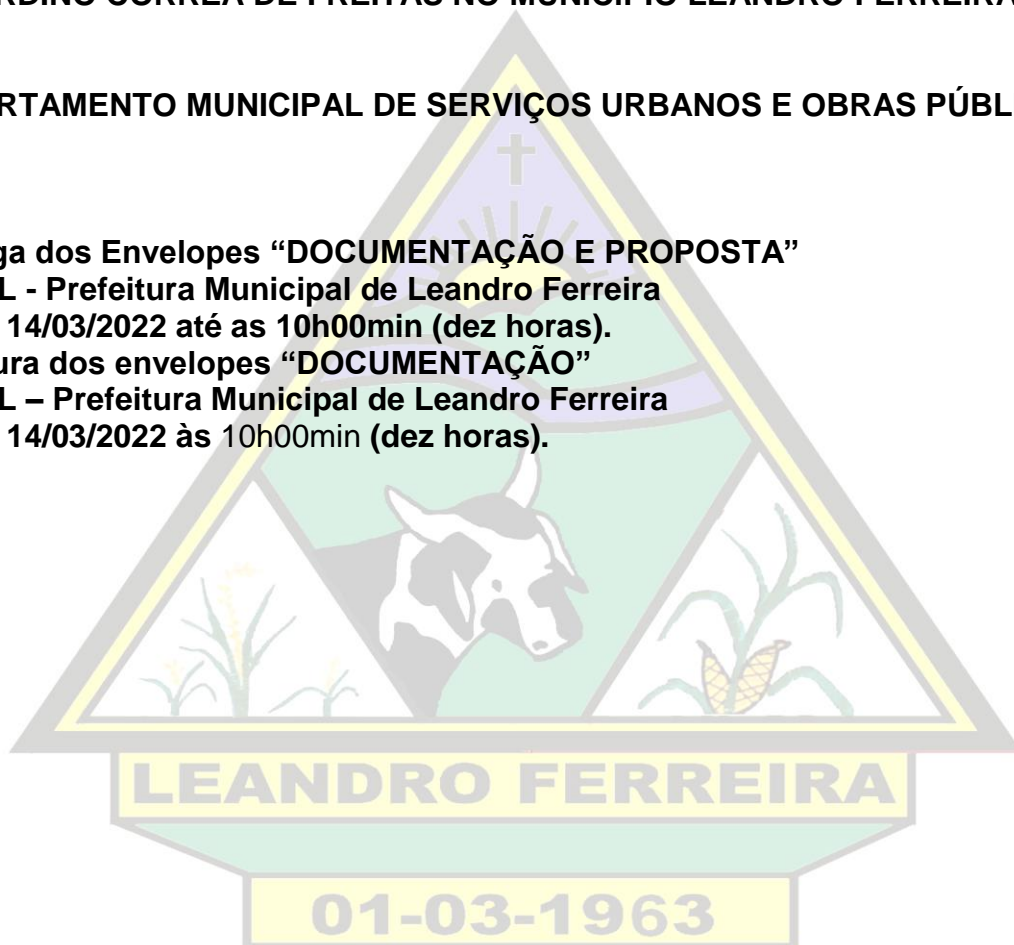 RDINO CORRÊA DE FREITAS NO MUNICÍPIO LEANDRO FERREIRA
RTAMENTO MUNICIPAL DE SERVIÇOS URBANOS E OBRAS PÚBL
ga dos Envelopes “DOCUMENTAÇÃO E PROPOSTA”
L - Prefeitura Municipal de Leandro Ferreira
14/03/2022 até as 10h00min (dez horas).
ura dos envelopes “DOCUMENTAÇÃO”
L – Prefeitura Municipal de Leandro Ferreira
14/03/2022 às 10h00min (dez horas).
LEANDRO FERREIRA
01-03-1963